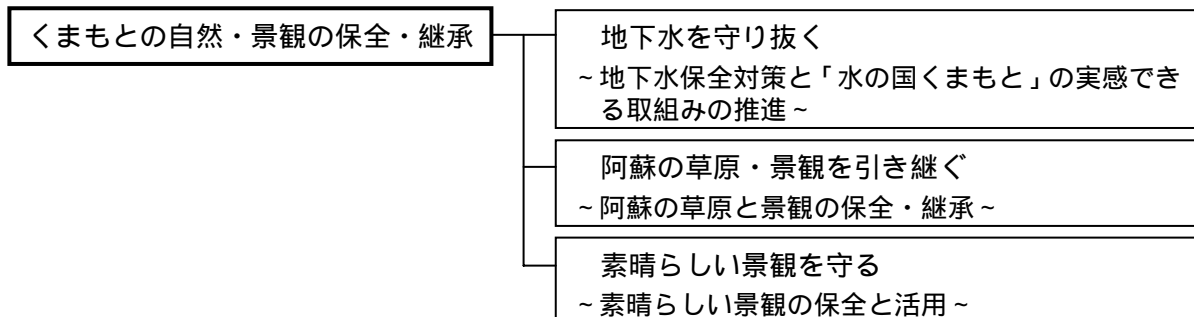 くまもとの自然・景観の保全・継承
地下水を守り抜く
~地下水保全対策と「水の国くまもと」の実感でき
る取組みの推進~
阿蘇の草原・景観を引き継ぐ
~阿蘇の草原と景観の保全・継承~
素晴らしい景観を守る
~素晴らしい景観の保全と活用~